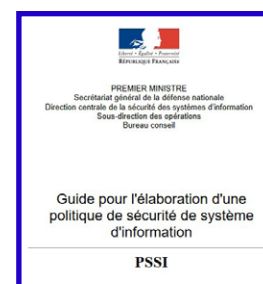 Liberté • Égalité • Fraternité
RÉPUBLIQUE FRANÇAISE
PREMIER MINISTRE
Secrétariat général de la défense nationale
Direction centrale de la sécurité des systèmes d'information
Sous-direction des opérations
Bureau conseil
Guide pour l'élaboration d'une
politique de sécurité de système
d'information
PSSI